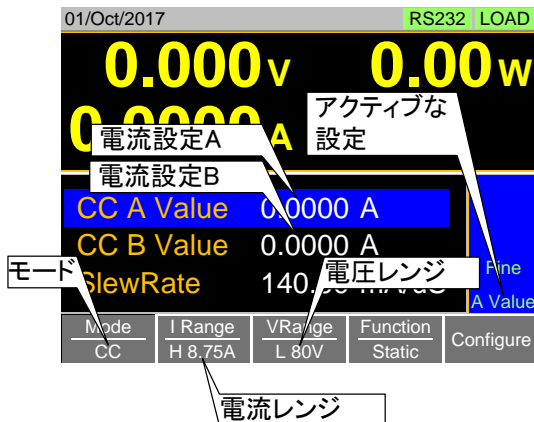 01/Oct/2017 RS232 LOAD
0.000 V 0.00 W
A
アクティブな
設定
電流設定A
電流設定B
CC A Value 0.0000 A
CC B Value 0.0000 A
モード
電圧レンジ
SlewRate
Fine
A Value
Mode I Range VRange Function Configure
CC H 8.75A L 80V Static
電流レンジ